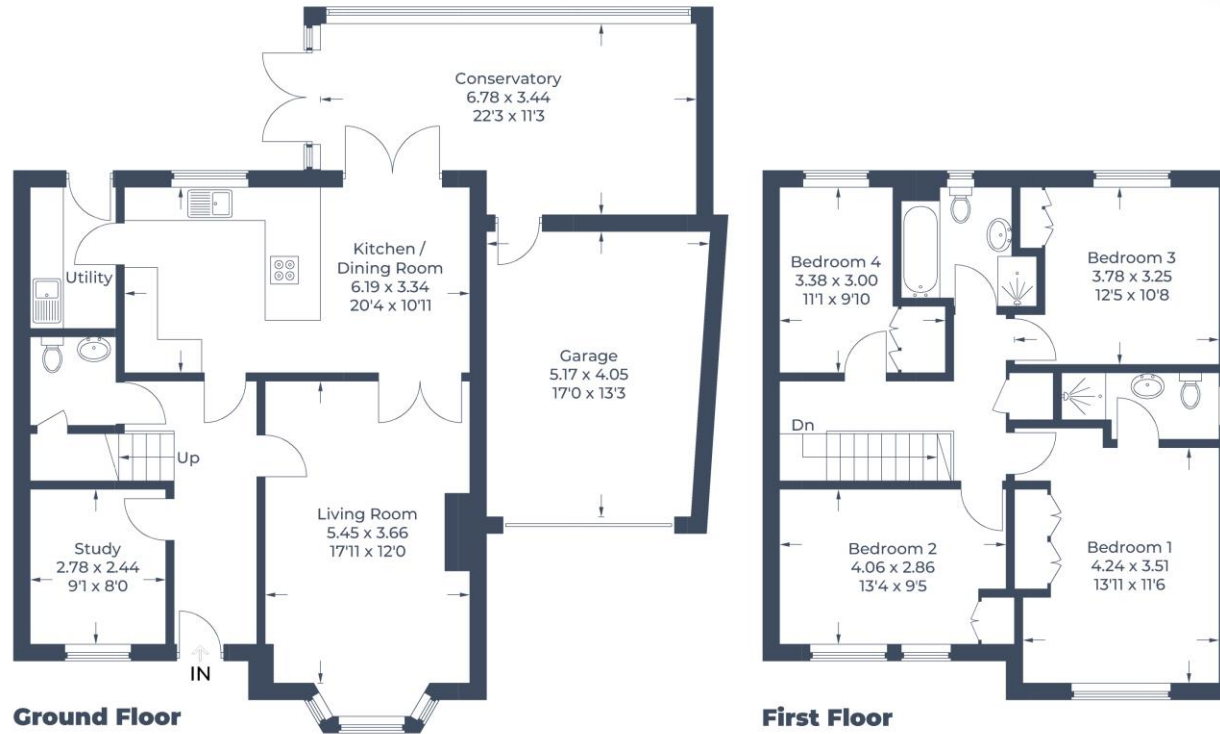 Conservatory
6.78 x 3.44
22'3 x 11'3
Kitchen /
Dining Room
6.19 x 3.34
20'4 x 10'11
Utility
Garage
5.17 x 4.05
17'0 x 13'3
Up
Living Room
5.45 x 3.66
17'11 x 12'0
Study
2.78 x 2.44
9'1 x 8'0
IN
Ground Floor
Bedroom 4
3.38 x 3.00
11'1 x 9'10
Bedroom 3
3.78 x 3.25
12'5 x 10'8
Dn
Bedroom 2
4.06 x 2.86
13'4 x 9'5
Bedroom 1
4.24 x 3.51
13'11 x 11'6
First Floor